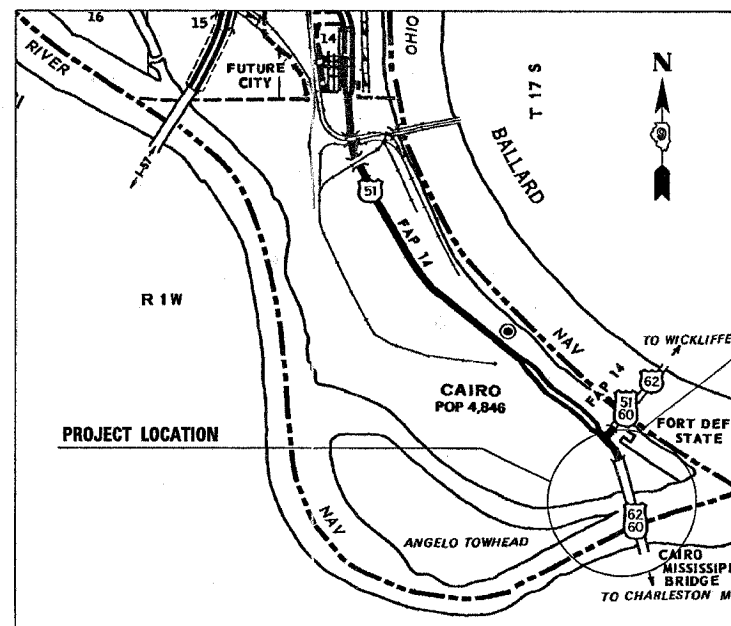 16
15
14
OHIO
RIVER
FUTURE
CITY
N
T 17 S
BALLARD
I-57
51
FAP 14
R 1 W
NAV
TO WICKLIFFE
FAP 14
62
51
60
CAIRO
POP 4,846
FORT DEF
STATE
PROJECT LOCATION
NAV
62
60
ANGELO TOWHEAD
CAIRO
MISSISSIP
BRIDGE
TO CHARLESTON M